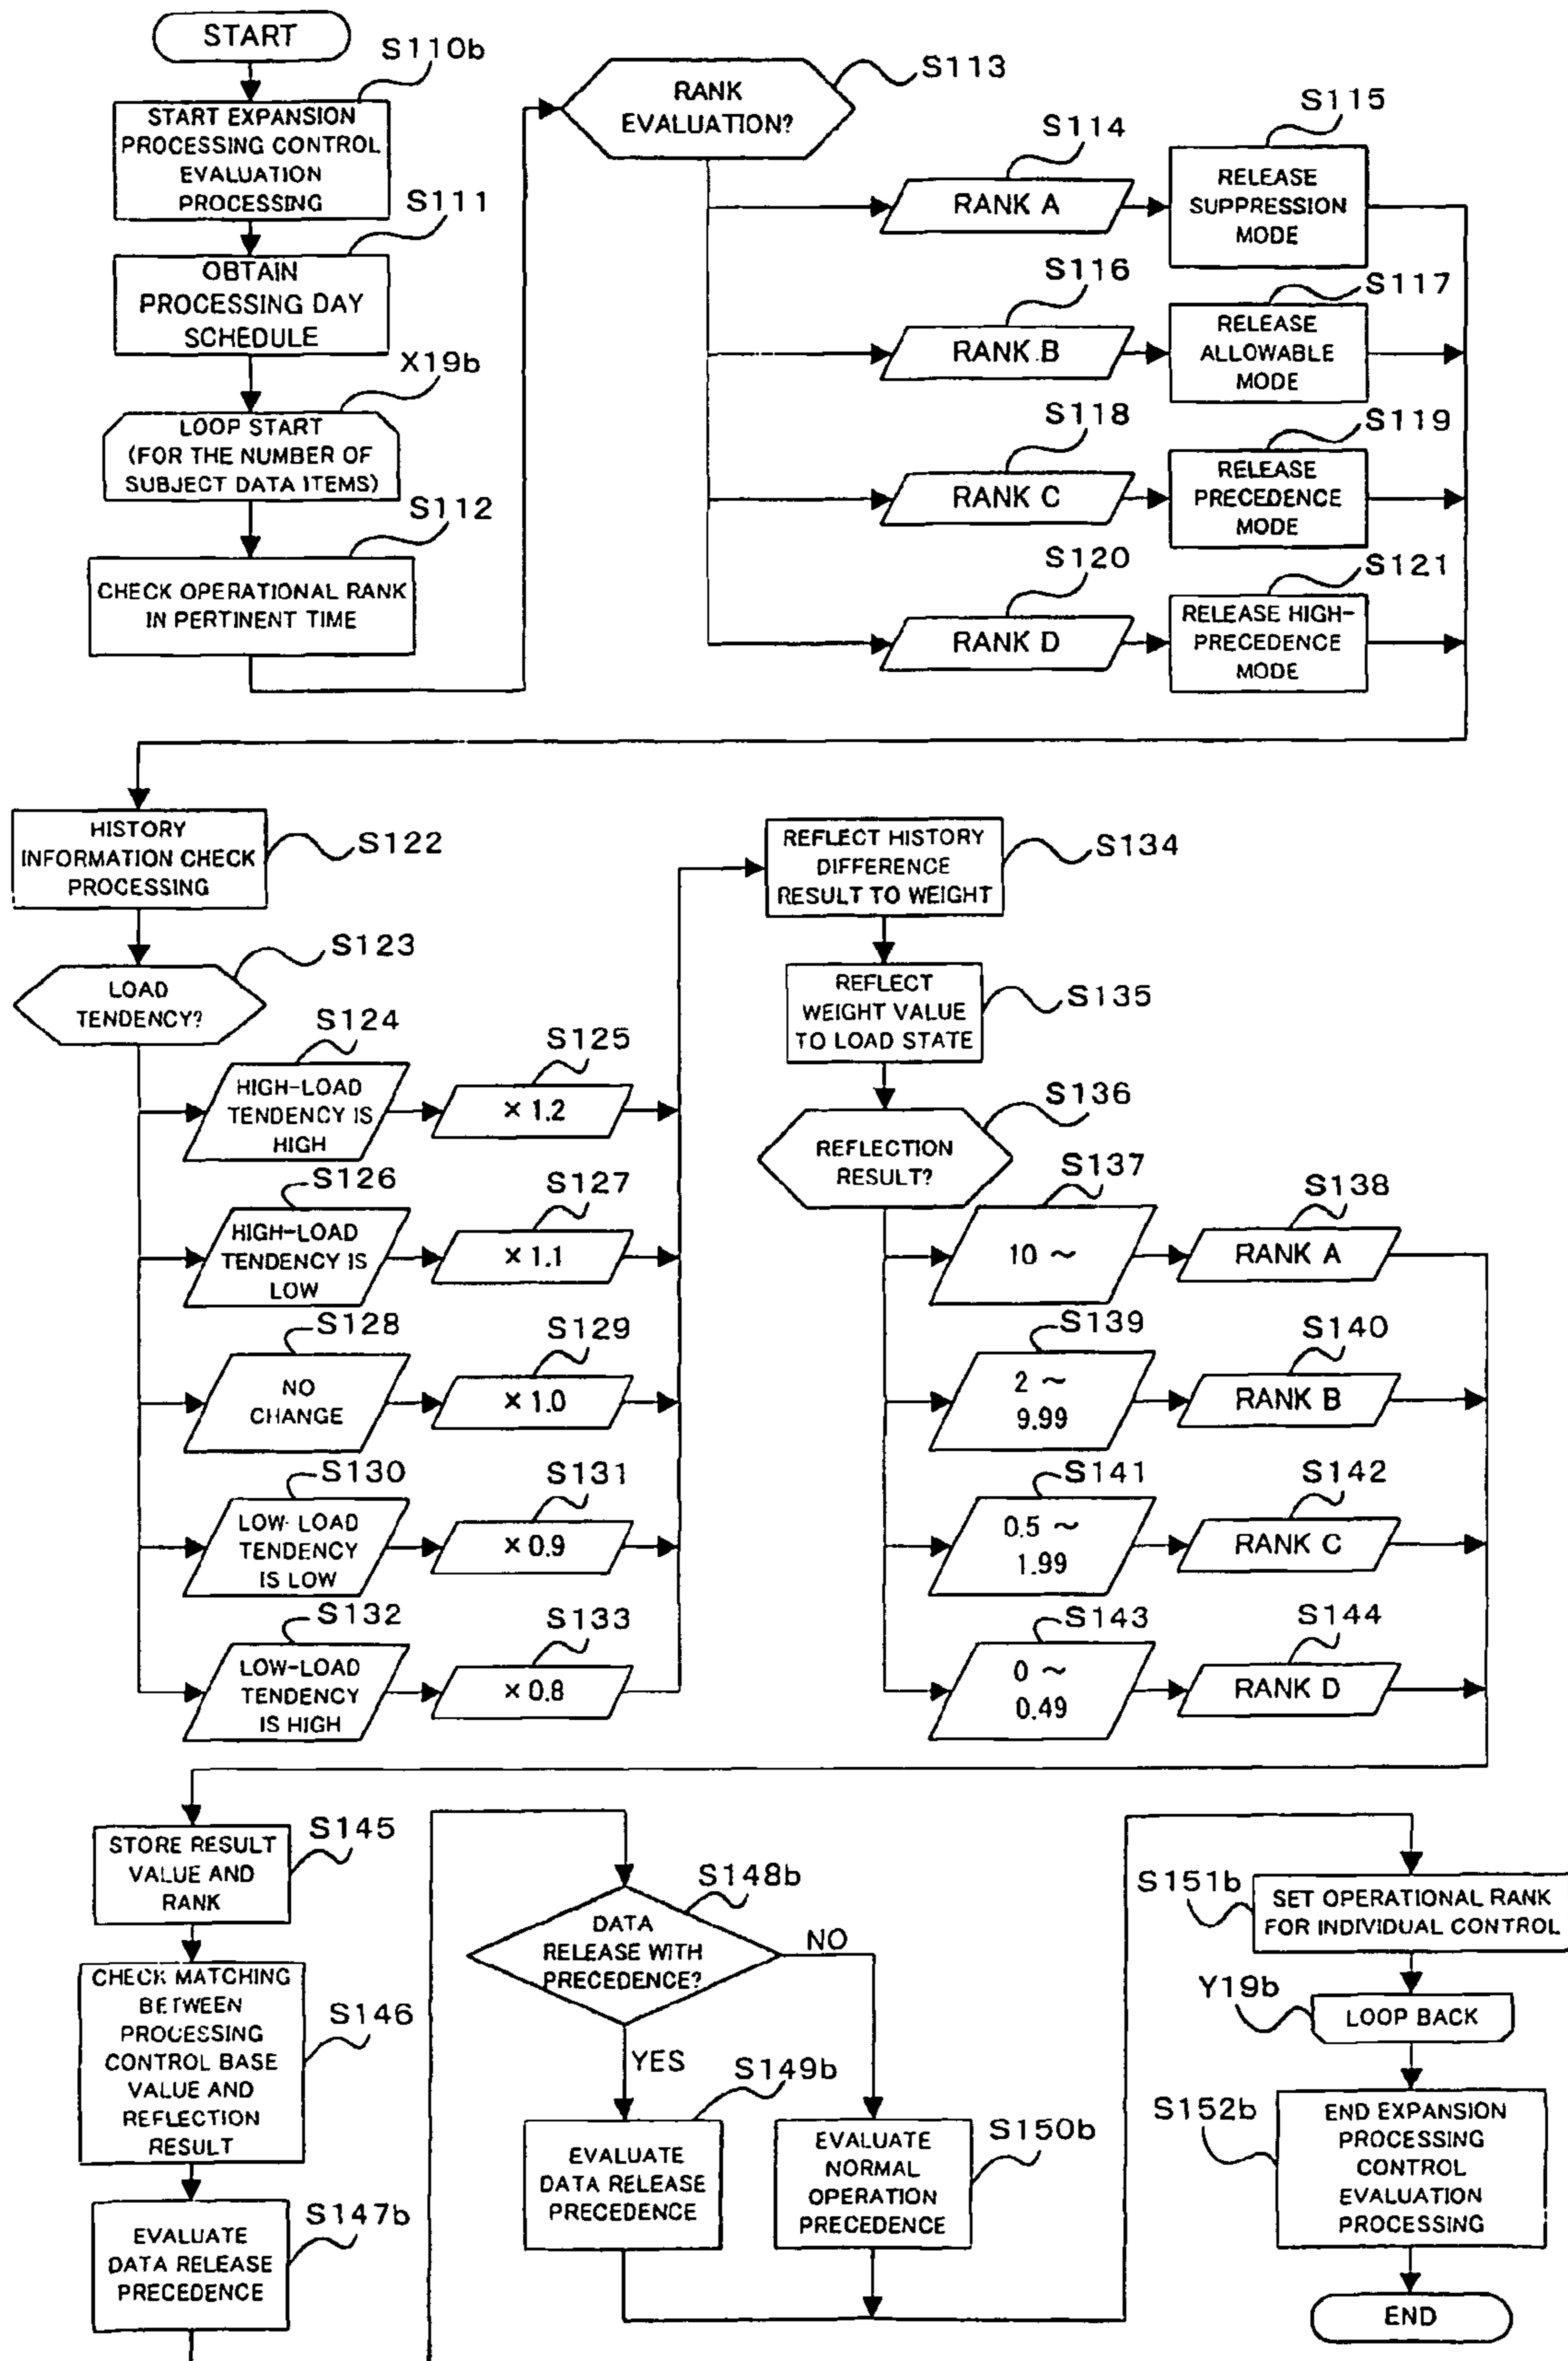 START
S110b
START EXPANSION
PROCESSING CONTROL
EVALUATION
PROCESSING
S111
OBTAIN
PROCESSING DAY
SCHEDULE
X19b
LOOP START
(FOR THE NUMBER OF
SUBJECT DATA ITEMS)
S112
CHECK OPERATIONAL RANK
IN PERTINENT TIME
S113
RANK
EVALUATION?
S114
RANK A
S115
RELEASE
SUPPRESSION
MODE
S116
RANK B
S117
RELEASE
ALLOWABLE
MODE
S118
RANK C
S119
RELEASE
PRECEDENCE
MODE
S120
RANK D
S121
RELEASE HIGH-
PRECEDENCE
MODE
HISTORY
INFORMATION CHECK
PROCESSING
S122
S123
LOAD
TENDENCY?
S124
HIGH-LOAD
TENDENCY IS
HIGH
S125
× 1.2
S126
HIGH-LOAD
TENDENCY IS
LOW
S127
× 1.1
S128
NO
CHANGE
S129
× 1.0
S130
LOW-LOAD
TENDENCY
IS LOW
S131
× 0.9
S132
LOW-LOAD
TENDENCY
IS HIGH
S133
× 0.8
REFLECT HISTORY
DIFFERENCE
RESULT TO WEIGHT
S134
REFLECT
WEIGHT VALUE
TO LOAD STATE
S135
S136
REFLECTION
RESULT?
S137
10 ～
S138
RANK A
S139
2 ～
9.99
S140
RANK B
S141
0.5 ～
1.99
S142
RANK C
S143
0 ～
0.49
S144
RANK D
STORE RESULT
VALUE AND
RANK
S145
CHECK MATCHING
BETWEEN
PROCESSING
CONTROL BASE
VALUE AND
REFLECTION
RESULT
S146
EVALUATE
DATA RELEASE
PRECEDENCE
S147b
S148b
DATA
RELEASE WITH
PRECEDENCE?
NO
YES
S149b
EVALUATE
DATA RELEASE
PRECEDENCE
S150b
EVALUATE
NORMAL
OPERATION
PRECEDENCE
S151b
SET OPERATIONAL RANK
FOR INDIVIDUAL CONTROL
Y19b
LOOP BACK
S152b
END EXPANSION
PROCESSING
CONTROL
EVALUATION
PROCESSING
END